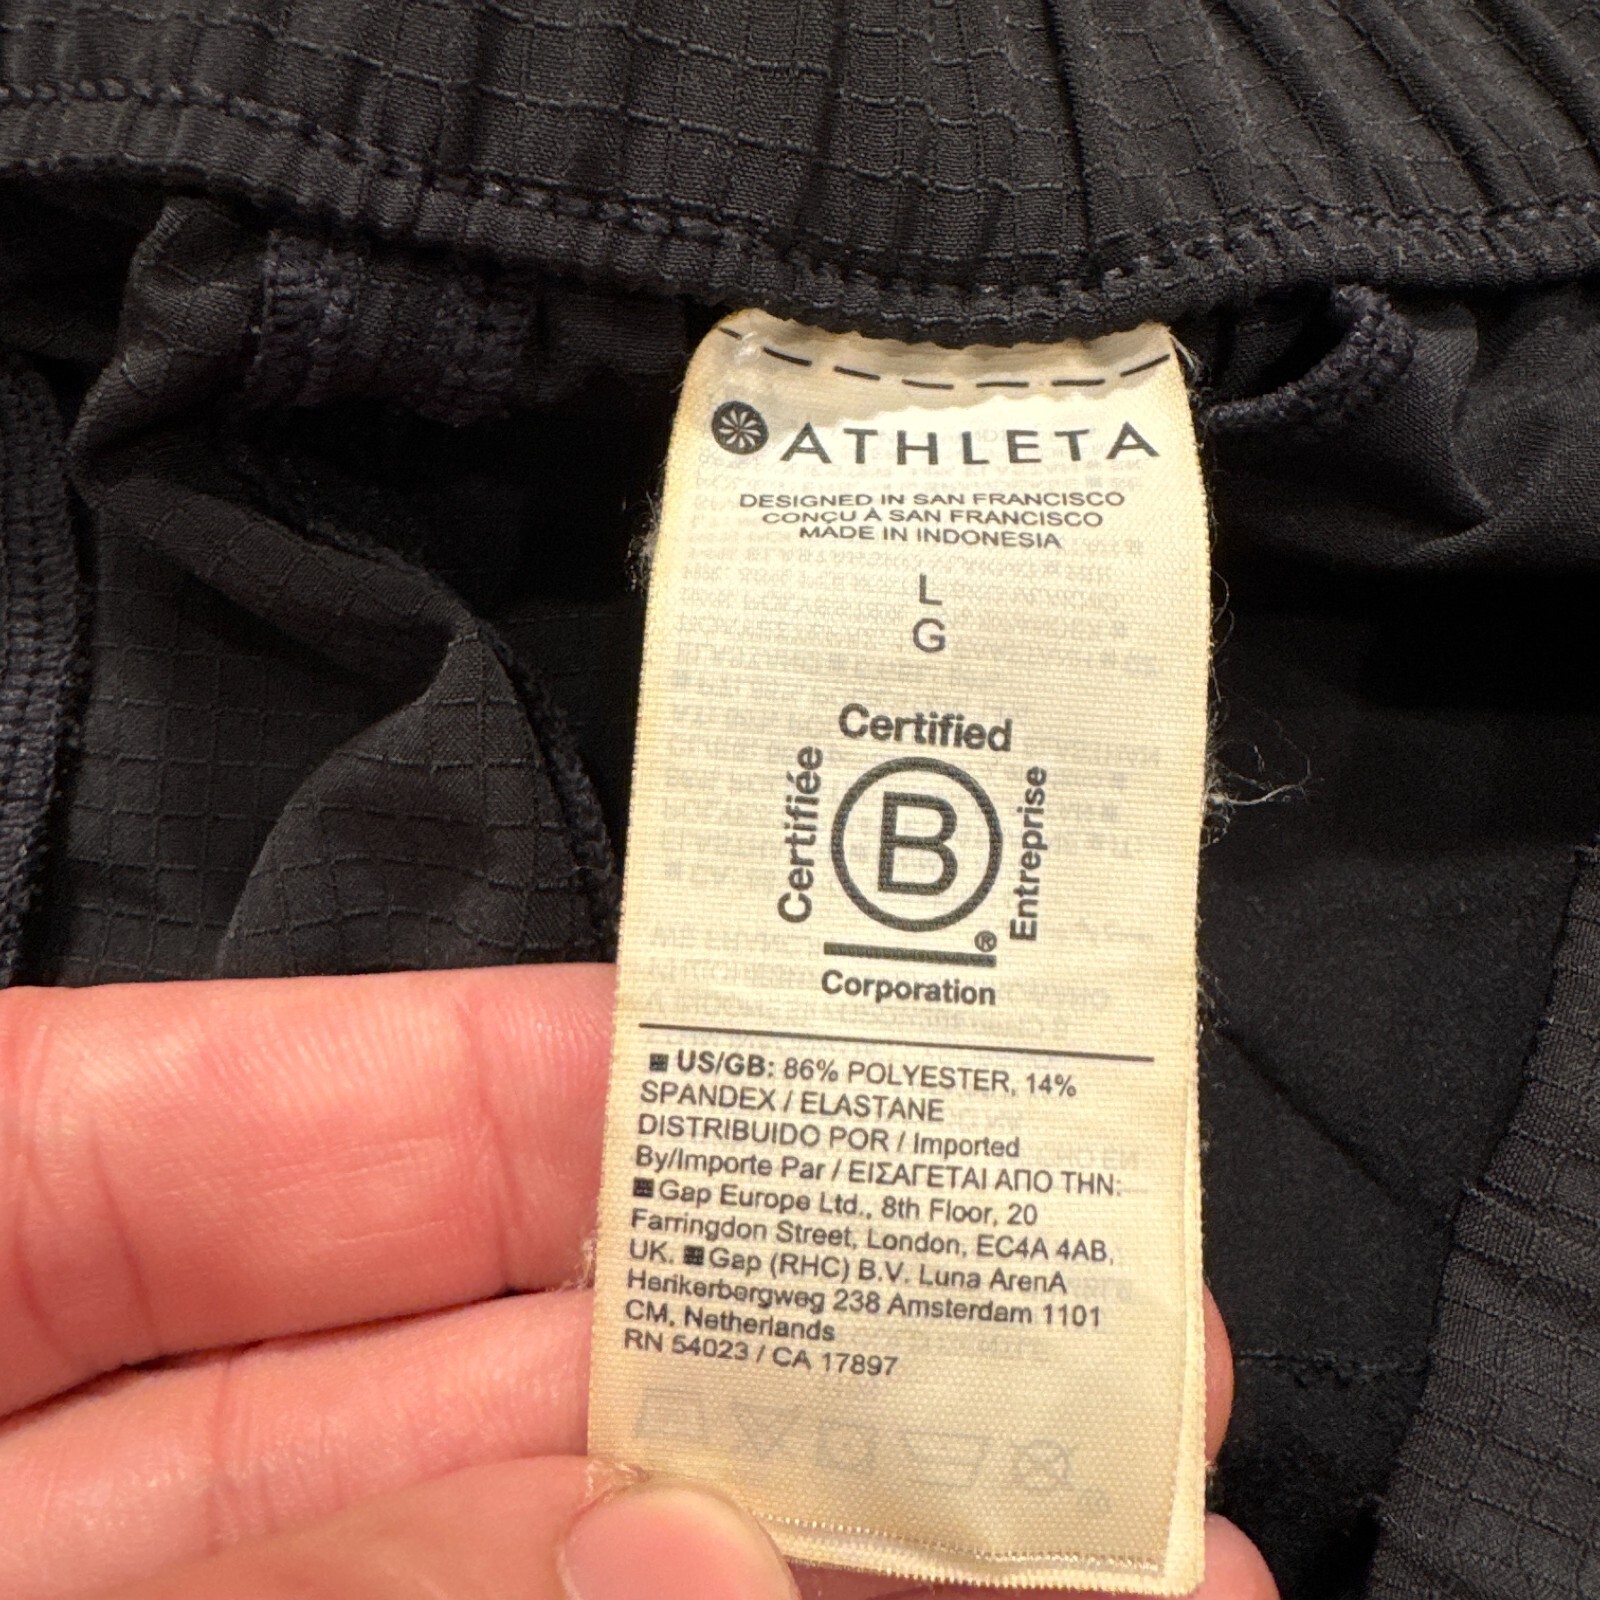 ATHLETA
DESIGNED IN SAN FRANCISCO
CONÇU À SAN FRANCISCO
MADE IN INDONESIA
L
G
Certified
Certifiée
B
Entreprise
®
Corporation
US/GB: 86% POLYESTER, 14%
SPANDEX / ELASTANE
DISTRIBUIDO POR / Imported
By/Importe Par / ΕΙΣΑΓΕΤΑΙ ΑΠΟ ΤΗΝ:
Gap Europe Ltd., 8th Floor, 20
Farringdon Street, London, EC4A 4AB,
UK. Gap (RHC) B.V. Luna ArenA
Herikerbergweg 238 Amsterdam 1101
CM, Netherlands
RN 54023 / CA 17897